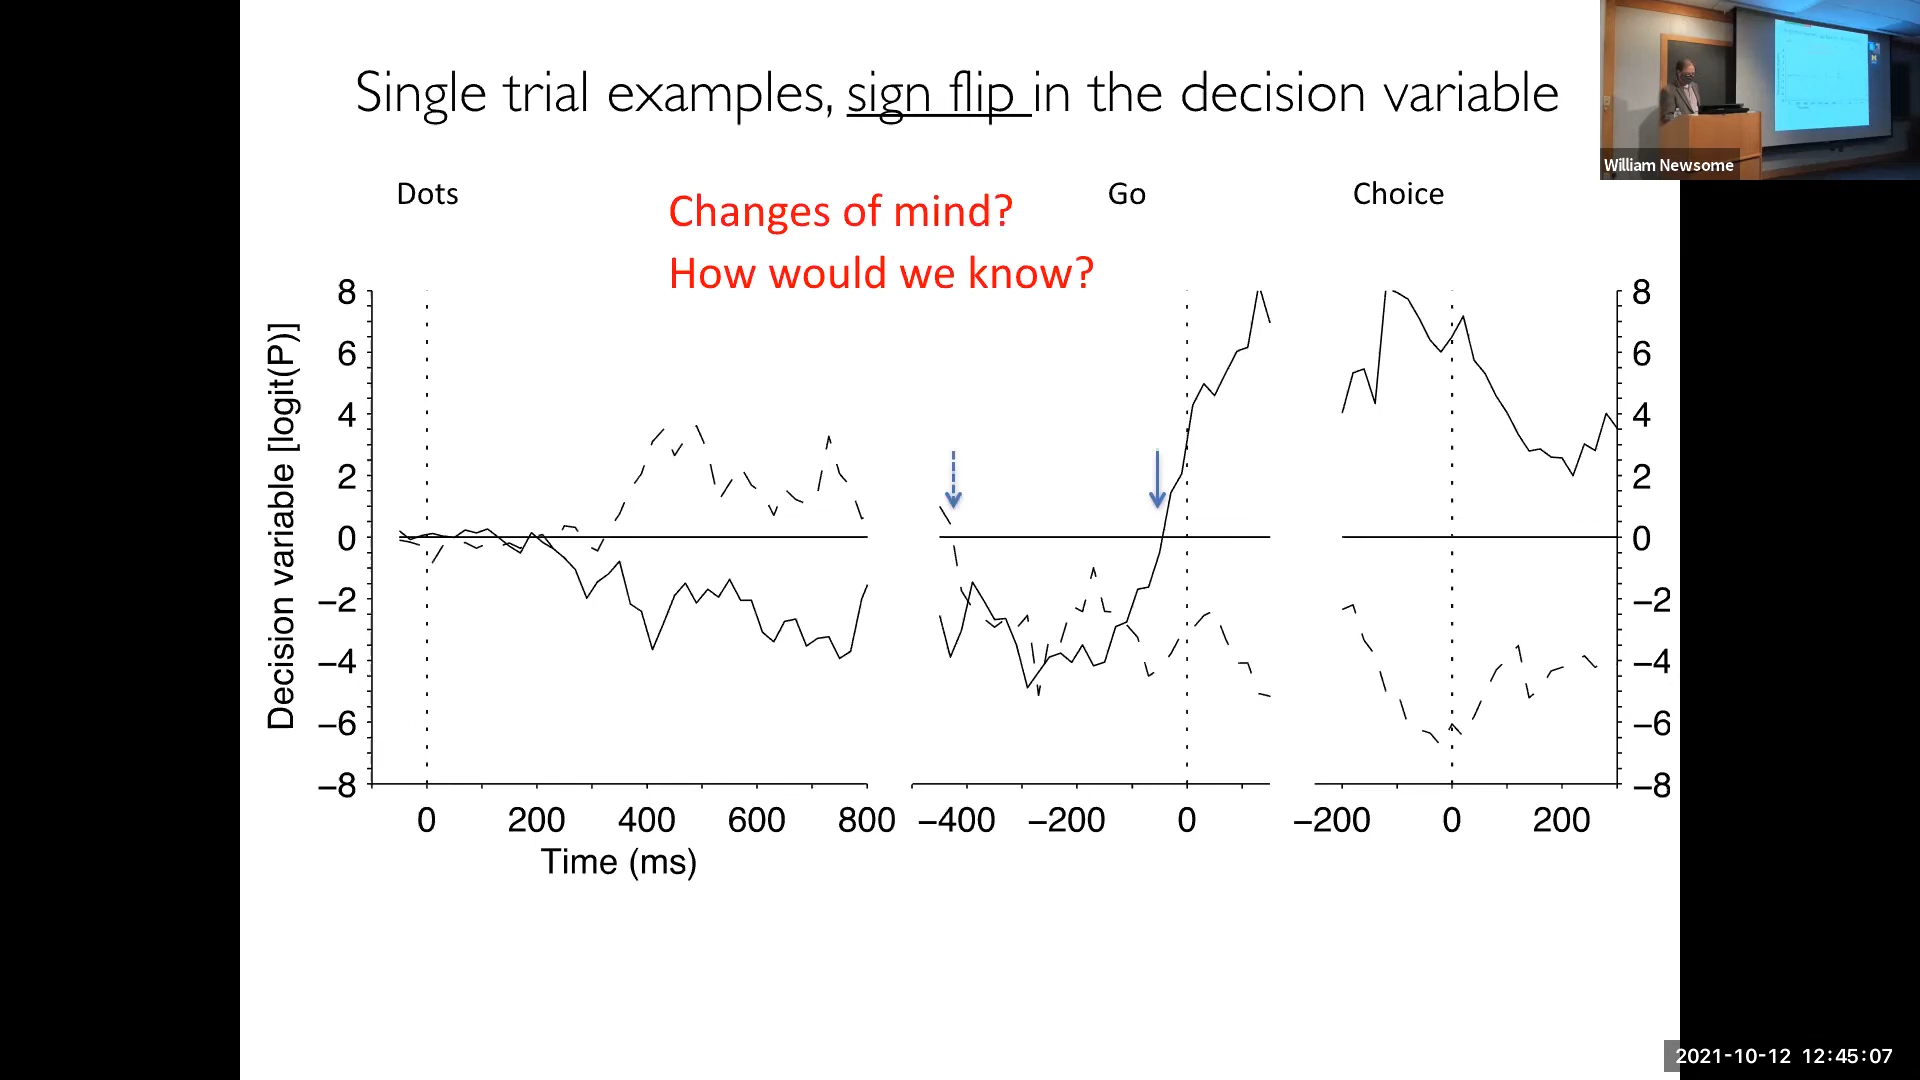 Single trial examples, sign flip in the decision variable
William Newsome
Dots
Changes of mind?
How would we know?
Go
Choice
Decision variable [logit(P)]
8
6
4
2
0
−2
−4
−6
−8
8
6
4
2
0
−2
−4
−6
−8
0 200 400 600 800
−400 −200 0
−200 0 200
Time (ms)
2021-10-12 12:45:07